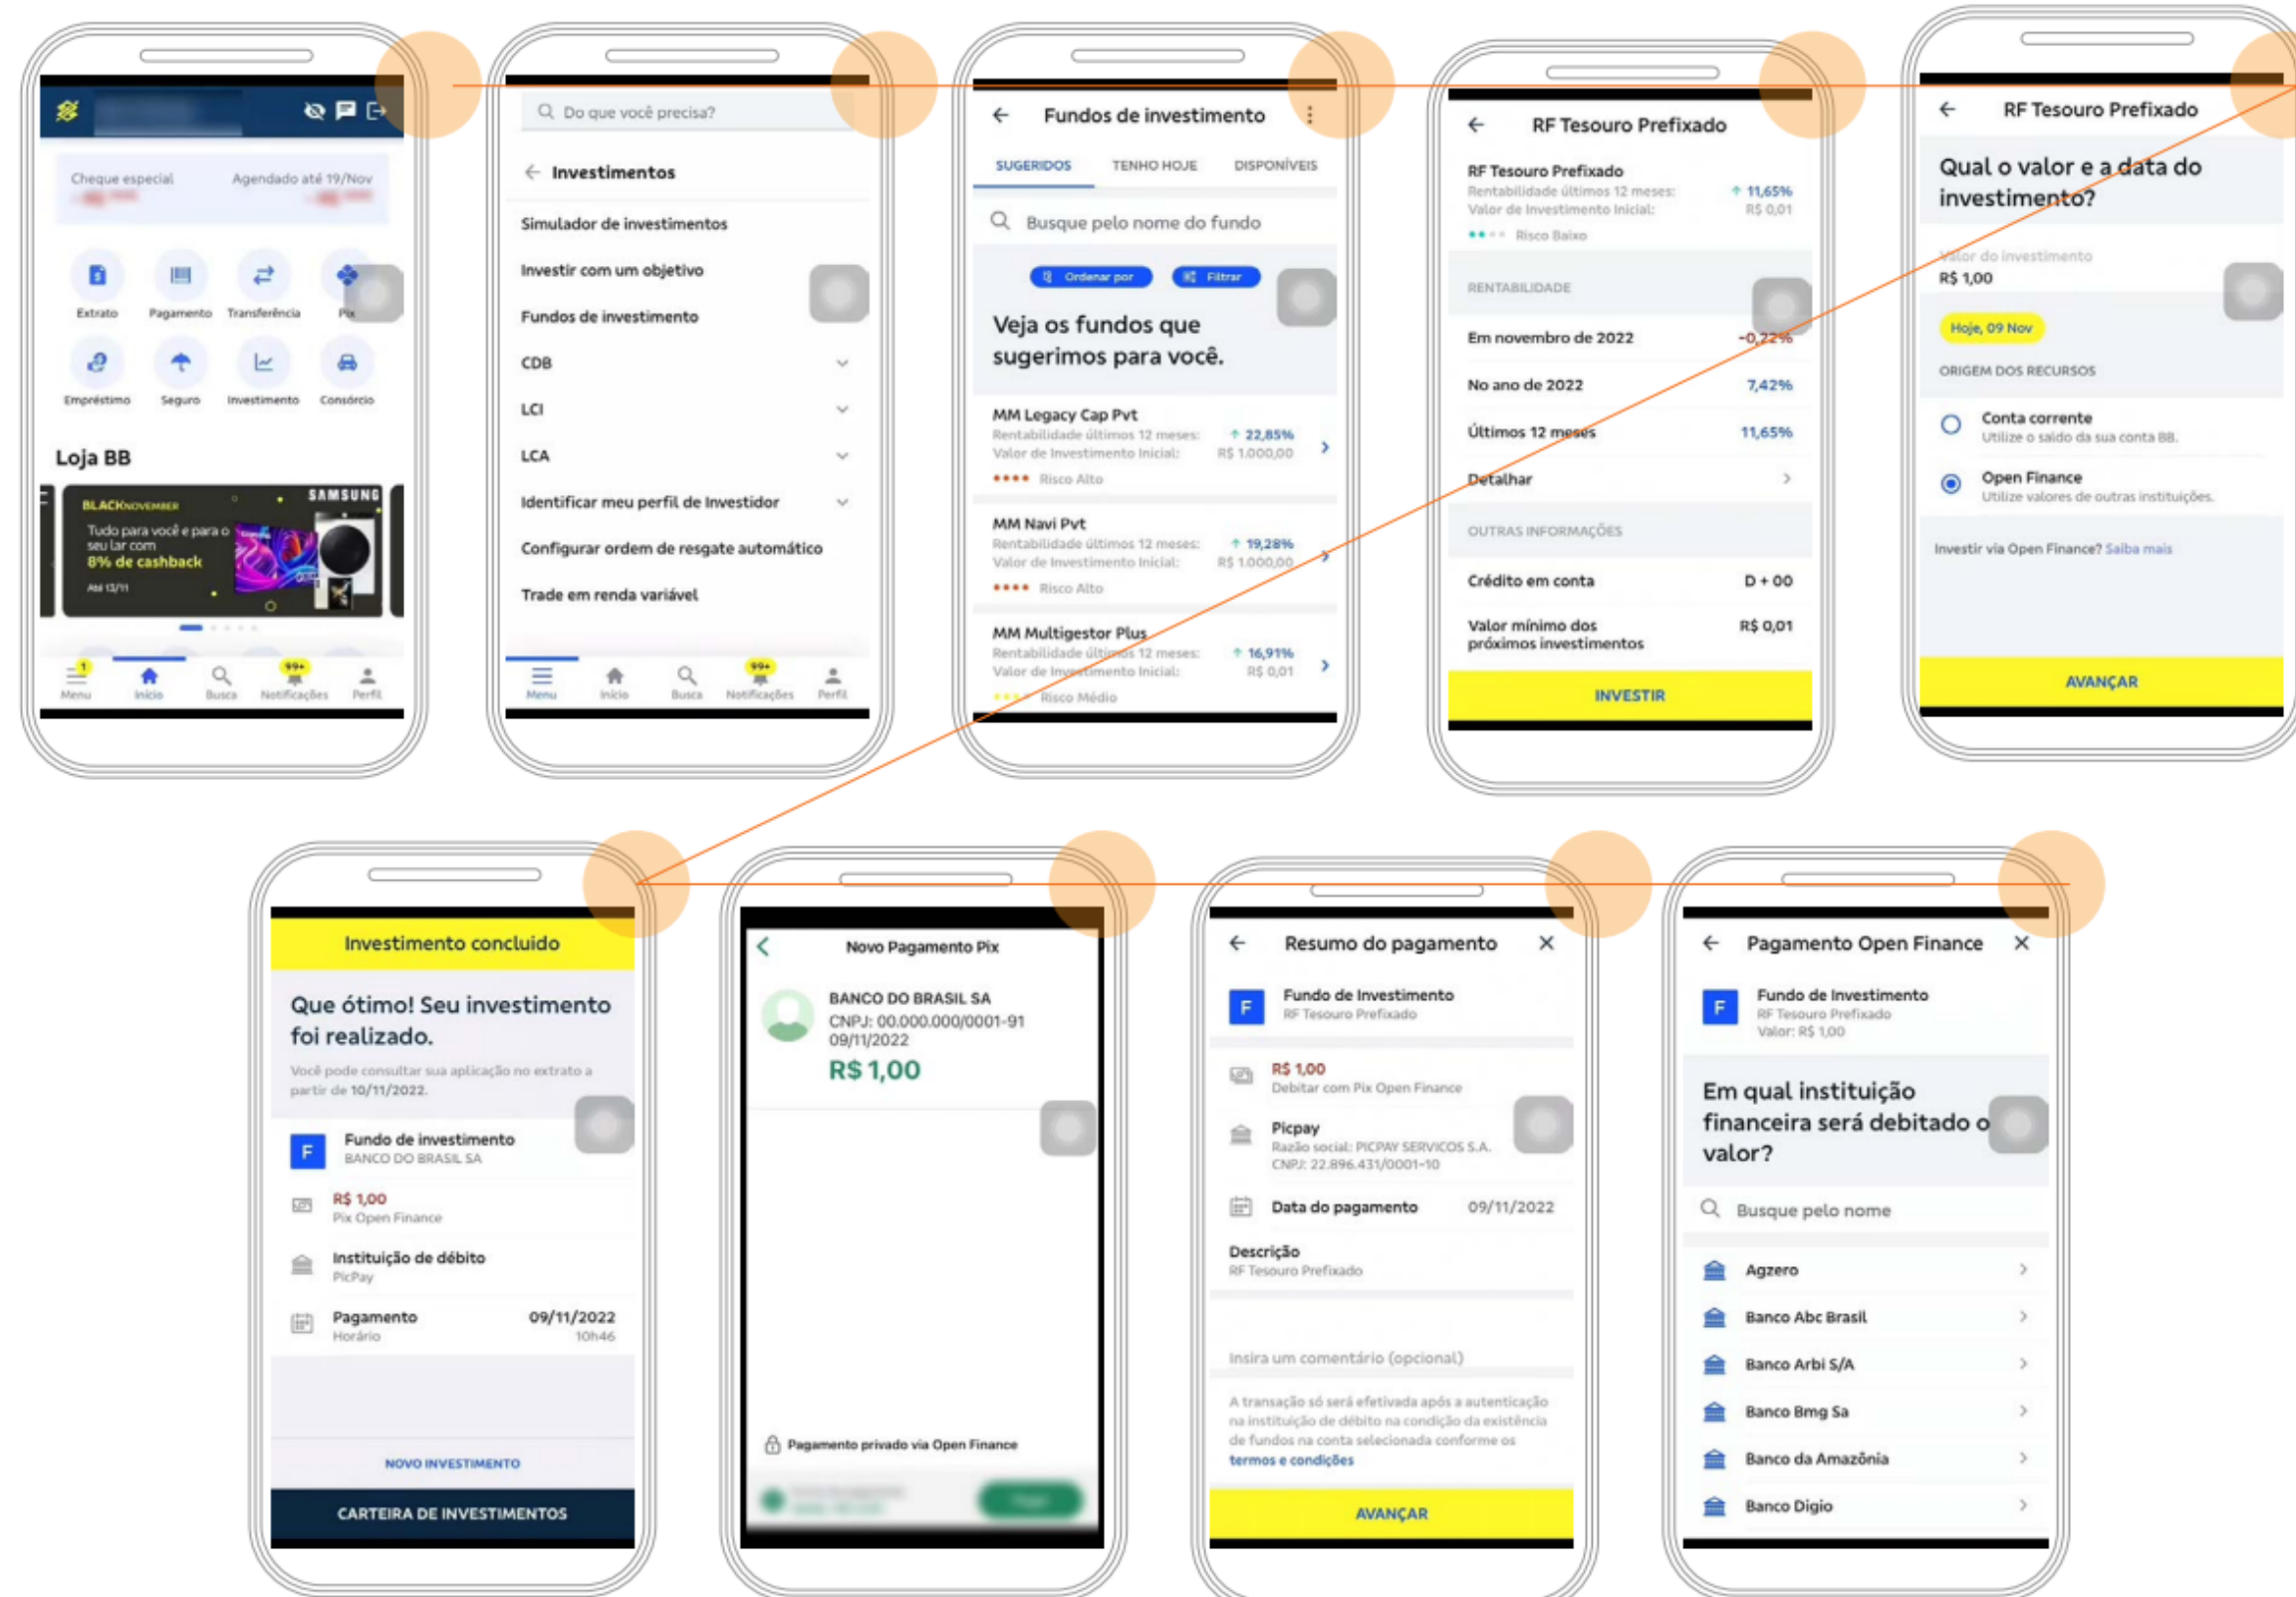 Cheque especial
Agendado até 19/Nov
Extrato
Pagamento
Transferência
Pix
Empréstimo
Seguro
Investimento
Consórcio
Loja BB
BLACKNOVEMBER
SAMSUNG
Tudo para você e para o
seu lar com
8% de cashback
Até 13/11
1
99+
Menu
Início
Busca
Notificações
Perfil
Do que você precisa?
Investimentos
Simulador de investimentos
Investir com um objetivo
Fundos de investimento
CDB
LCI
LCA
Identificar meu perfil de Investidor
Configurar ordem de resgate automático
Trade em renda variável
99+
Menu
Início
Busca
Notificações
Perfil
Fundos de investimento
SUGERIDOS
TENHO HOJE
DISPONÍVEIS
Busque pelo nome do fundo
Ordenar por
Filtrar
Veja os fundos que
sugerimos para você.
MM Legacy Cap Pvt
Rentabilidade últimos 12 meses: 22,85%
Valor de Investimento Inicial: R$ 1.000,00
Risco Alto
MM Navi Pvt
Rentabilidade últimos 12 meses: 19,28%
Valor de Investimento Inicial: R$ 1.000,00
Risco Alto
MM Multigestor Plus
Rentabilidade últimos 12 meses: 16,91%
Valor de Investimento Inicial: R$ 0,01
Risco Médio
RF Tesouro Prefixado
RF Tesouro Prefixado
Rentabilidade últimos 12 meses: 11,65%
Valor de Investimento Inicial: R$ 0,01
Risco Baixo
RENTABILIDADE
Em novembro de 2022 -0,22%
No ano de 2022 7,42%
Últimos 12 meses 11,65%
Detalhar
OUTRAS INFORMAÇÕES
Crédito em conta D + 00
Valor mínimo dos R$ 0,01
próximos investimentos
INVESTIR
RF Tesouro Prefixado
Qual o valor e a data do
investimento?
Valor do investimento
R$ 1,00
Hoje, 09 Nov
ORIGEM DOS RECURSOS
Conta corrente
Utilize o saldo da sua conta BB.
Open Finance
Utilize valores de outras instituições.
Investir via Open Finance? Saiba mais
AVANÇAR
Investimento concluido
Que ótimo! Seu investimento
foi realizado.
Você pode consultar sua aplicação no extrato a
partir de 10/11/2022.
F
Fundo de investimento
BANCO DO BRASIL SA
R$ 1,00
Pix Open Finance
Instituição de débito
PicPay
Pagamento 09/11/2022
Horário 10h46
NOVO INVESTIMENTO
CARTEIRA DE INVESTIMENTOS
Novo Pagamento Pix
BANCO DO BRASIL SA
CNPJ: 00.000.000/0001-91
09/11/2022
R$ 1,00
Pagamento privado via Open Finance
Resumo do pagamento
F
Fundo de Investimento
RF Tesouro Prefixado
R$ 1,00
Debitar com Pix Open Finance
Picpay
Razão social: PICPAY SERVICOS S.A.
CNPJ: 22.896.431/0001-10
Data do pagamento 09/11/2022
Descrição
RF Tesouro Prefixado
Insira um comentário (opcional)
A transação só será efetivada após a autenticação
na instituição de débito na condição da existência
de fundos na conta selecionada conforme os
termos e condições
AVANÇAR
Pagamento Open Finance
F
Fundo de Investimento
RF Tesouro Prefixado
Valor: R$ 1,00
Em qual instituição
financeira será debitado o
valor?
Busque pelo nome
Agzero
Banco Abc Brasil
Banco Arbi S/A
Banco Bmg Sa
Banco da Amazônia
Banco Digio